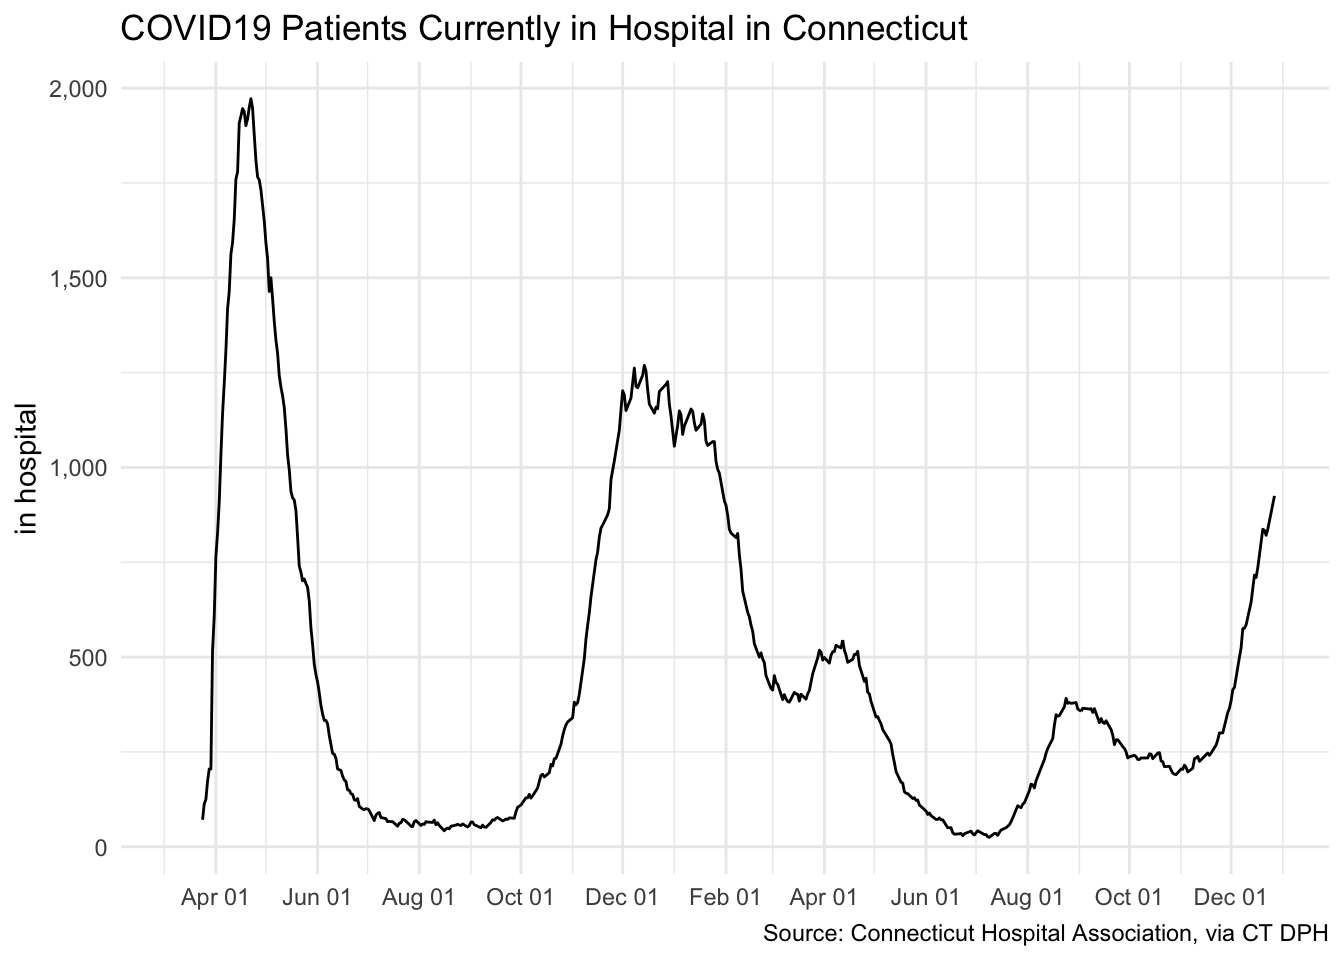 COVID19 Patients Currently in Hospital in Connecticut
2,000
1,500
1,000
500
0
in hospital
Apr 01 Jun 01 Aug 01 Oct 01 Dec 01 Feb 01 Apr 01 Jun 01 Aug 01 Oct 01 Dec 01
Source: Connecticut Hospital Association, via CT DPH